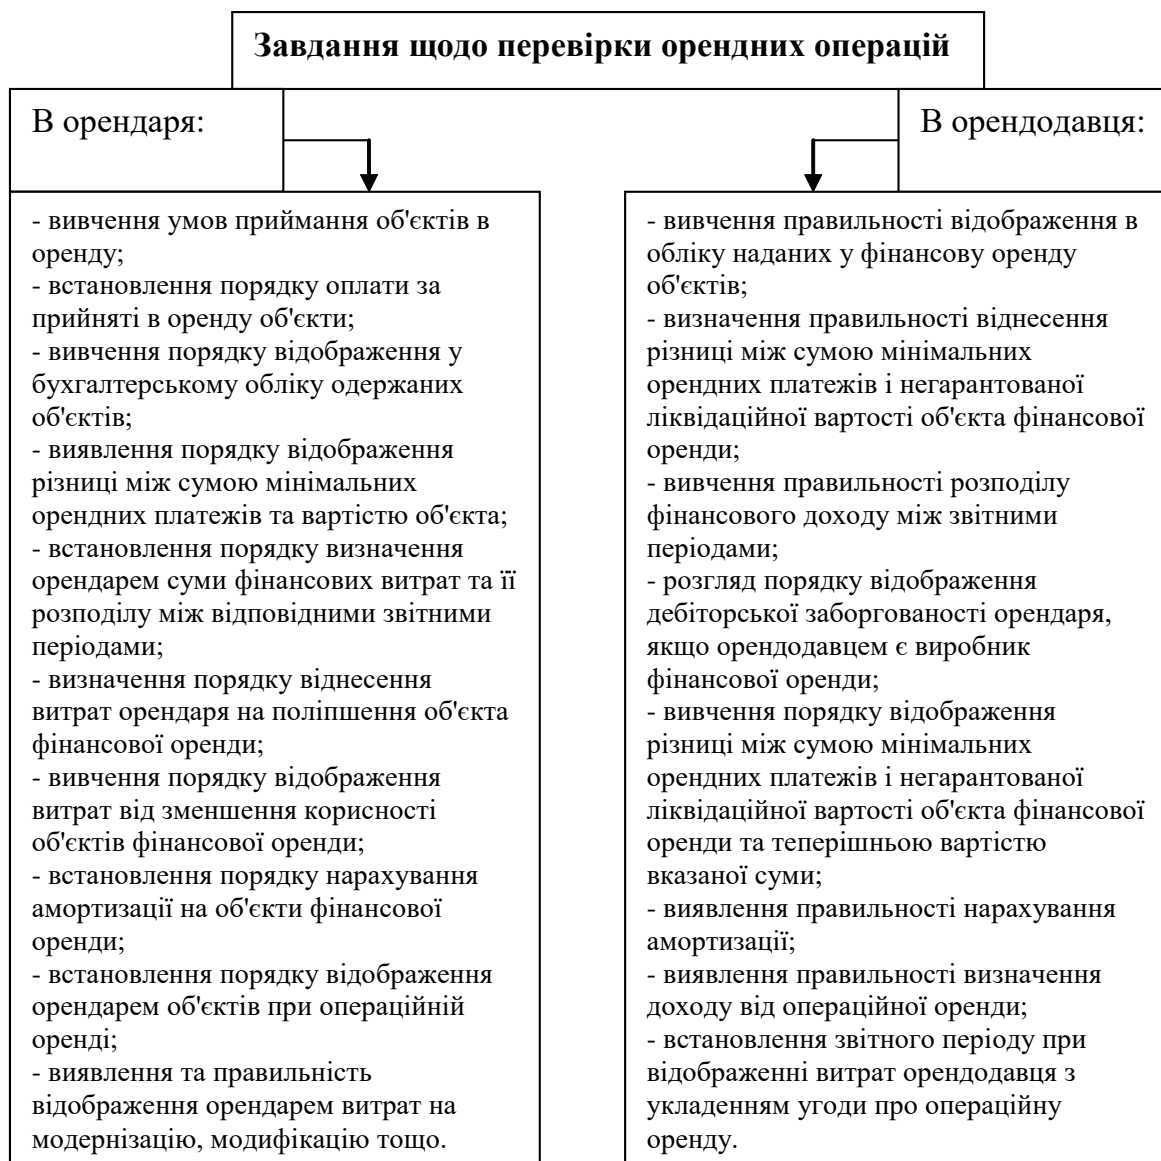 Завдання щодо перевірки орендних операцій
В орендаря:
- вивчення умов приймання об'єктів в
оренду;
- встановлення порядку оплати за
прийняті в оренду об'єкти;
- вивчення порядку відображення у
бухгалтерському обліку одержаних
об'єктів;
- виявлення порядку відображення
різниці між сумою мінімальних
орендних платежів та вартістю об'єкта;
- встановлення порядку визначення
орендарем суми фінансових витрат та її
розподілу між відповідними звітними
періодами;
- визначення порядку віднесення
витрат орендаря на поліпшення об'єкта
фінансової оренди;
- вивчення порядку відображення
витрат від зменшення корисності
об'єктів фінансової оренди;
- встановлення порядку нарахування
амортизації на об'єкти фінансової
оренди;
- встановлення порядку відображення
орендарем об'єктів при операційній
оренді;
- виявлення та правильність
відображення орендарем витрат на
модернізацію, модифікацію тощо.
В орендодавця:
- вивчення правильності відображення в
обліку наданих у фінансову оренду
об'єктів;
- визначення правильності віднесення
різниці між сумою мінімальних
орендних платежів і негарантованої
ліквідаційної вартості об'єкта фінансової
оренди;
- вивчення правильності розподілу
фінансового доходу між звітними
періодами;
- розгляд порядку відображення
дебіторської заборгованості орендаря,
якщо орендодавцем є виробник
фінансової оренди;
- вивчення порядку відображення
різниці між сумою мінімальних
орендних платежів і негарантованої
ліквідаційної вартості об'єкта фінансової
оренди та теперішньою вартістю
вказаної суми;
- виявлення правильності нарахування
амортизації;
- виявлення правильності визначення
доходу від операційної оренди;
- встановлення звітного періоду при
відображенні витрат орендодавця з
укладенням угоди про операційну
оренду.